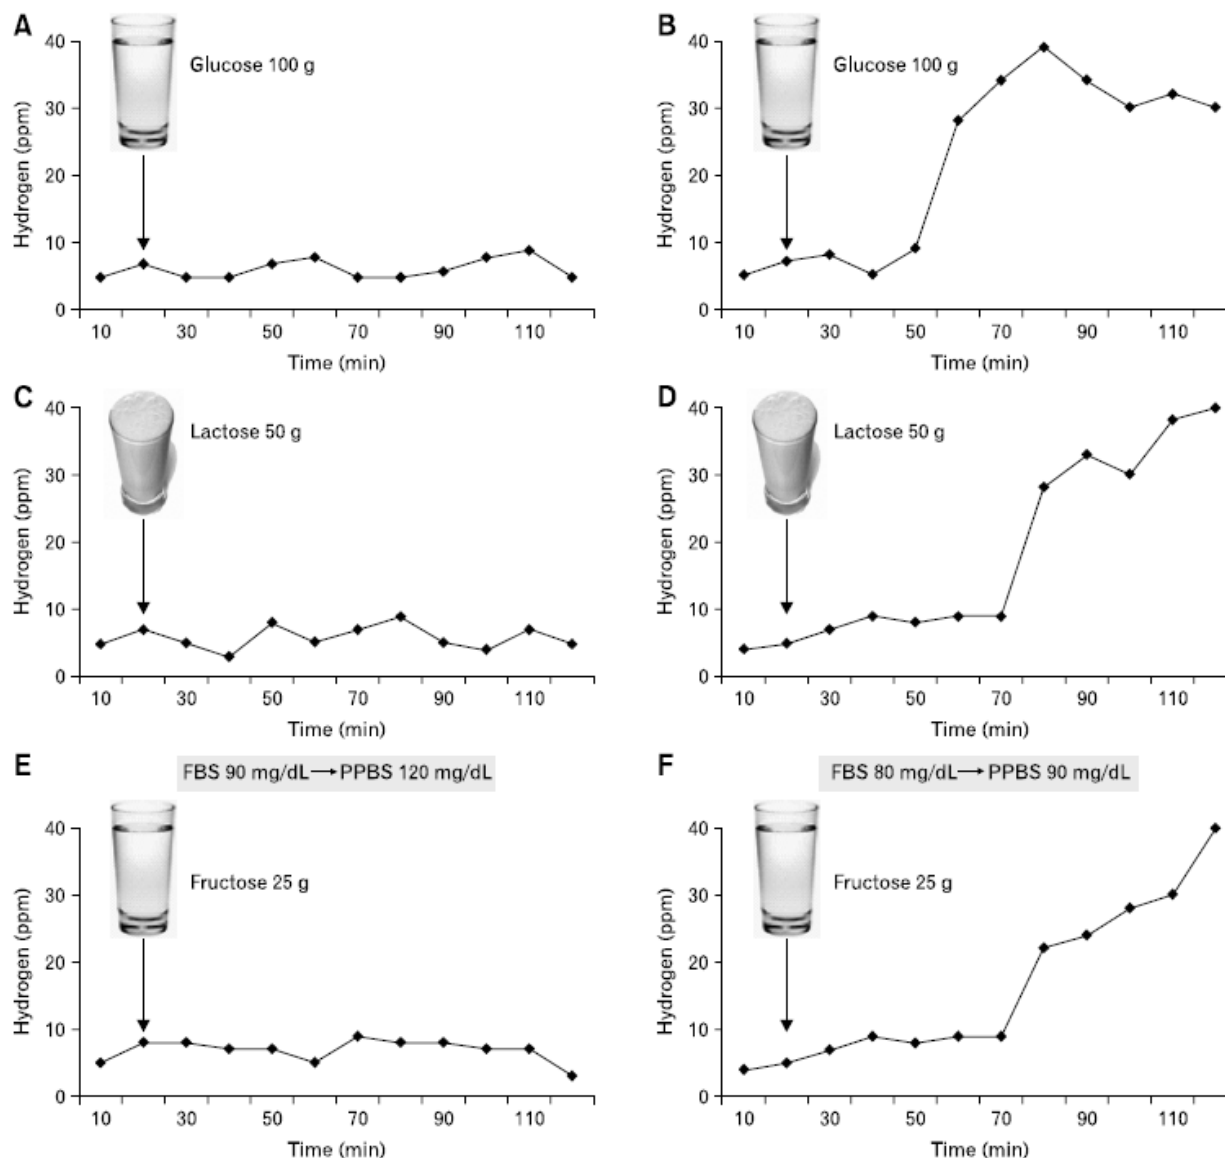 A
B
Hydrogen (ppm)
40
30
20
10
0
Glucose 100 g
10 30 50 70 90 110
Time (min)
Hydrogen (ppm)
40
30
20
10
0
Glucose 100 g
10 30 50 70 90 110
Time (min)
C
D
Hydrogen (ppm)
40
30
20
10
0
Lactose 50 g
10 30 50 70 90 110
Time (min)
Hydrogen (ppm)
40
30
20
10
0
Lactose 50 g
10 30 50 70 90 110
Time (min)
E
FBS 90 mg/dL→PPBS 120 mg/dL
F
FBS 80 mg/dL→PPBS 90 mg/dL
Hydrogen (ppm)
40
30
20
10
0
Fructose 25 g
10 30 50 70 90 110
Time (min)
Hydrogen (ppm)
40
30
20
10
0
Fructose 25 g
10 30 50 70 90 110
Time (min)